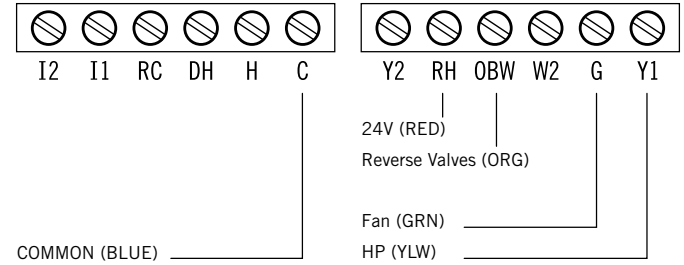 I2 I1 RC DH H C Y2 RH OBW W2 G Y1
24V (RED)
Reverse Valves (ORG)
Fan (GRN)
COMMON (BLUE) HP (YLW)